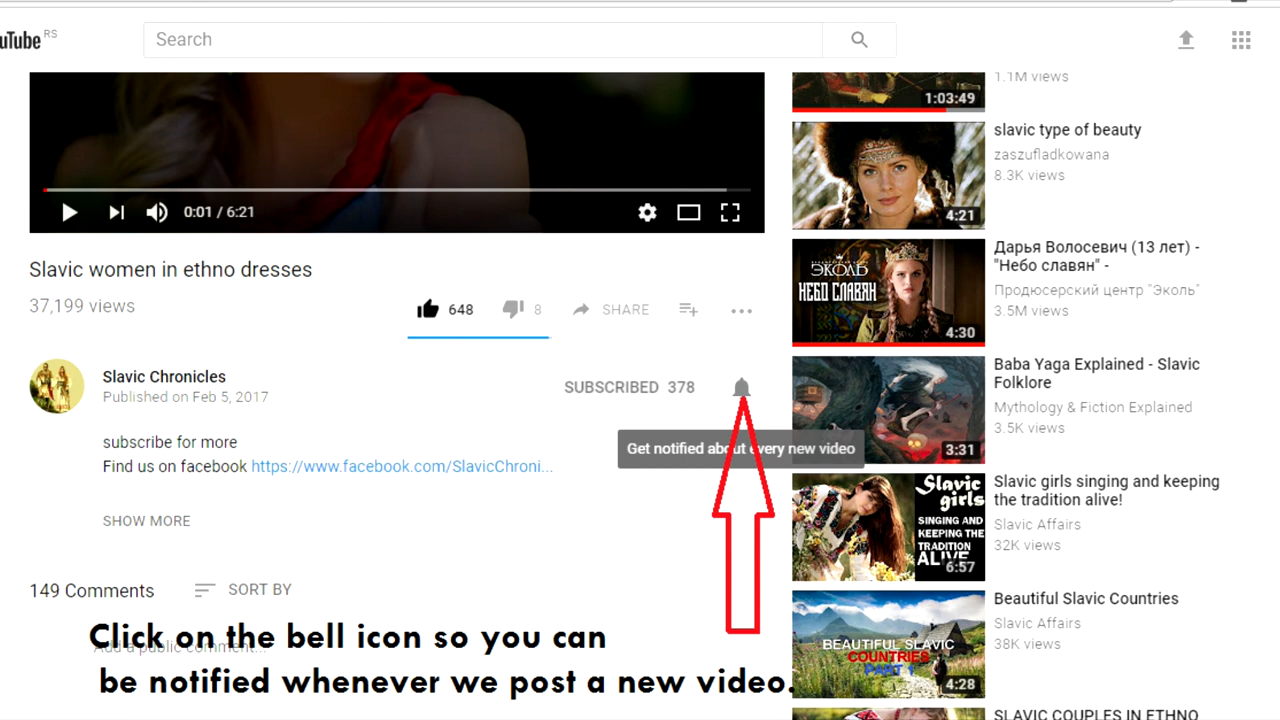 uTube RS
Search
0:01 / 6:21
Slavic women in ethno dresses
37,199 views
648
8
SHARE
Slavic Chronicles
Published on Feb 5, 2017
SUBSCRIBED 378
Get notified about every new video
subscribe for more
Find us on facebook https://www.facebook.com/SlavicChroni...
SHOW MORE
149 Comments
SORT BY
Add a public comment...
Click on the bell icon so you can
be notified whenever we post a new video.
1.1M views
1:03:49
slavic type of beauty
zaszufladkowana
8.3K views
4:21
Дарья Волосевич (13 лет) -
"Небо славян" -
Продюсерский центр "Эколь"
3.5M views
ЭКОЛЬ
НЕБО СЛАВЯН
4:30
Baba Yaga Explained - Slavic
Folklore
Mythology & Fiction Explained
3.5K views
3:31
Slavic girls singing and keeping
the tradition alive!
Slavic Affairs
32K views
Slavic
girls
SINGING AND
KEEPING THE
TRADITION
ALIVE
6:57
Beautiful Slavic Countries
Slavic Affairs
38K views
BEAUTIFUL SLAVIC
COUNTRIES
PART 1
4:28
SLAVIC COUPLES IN ETHNO